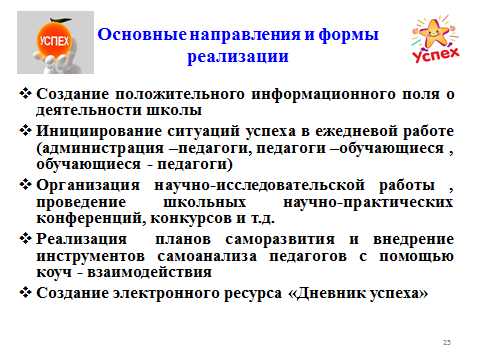 УСПЕХ
Основные направления и формы
реализации
Успех
❖ Создание положительного информационного поля о
деятельности школы
❖ Инициирование ситуаций успеха в ежедневой работе
(администрация –педагоги, педагоги –обучающиеся ,
обучающиеся - педагоги)
❖ Организация научно-исследовательской работы ,
проведение школьных научно-практических
конференций, конкурсов и т.д.
❖ Реализация планов саморазвития и внедрение
инструментов самоанализа педагогов с помощью
коуч - взаимодействия
❖ Создание электронного ресурса «Дневник успеха»
25